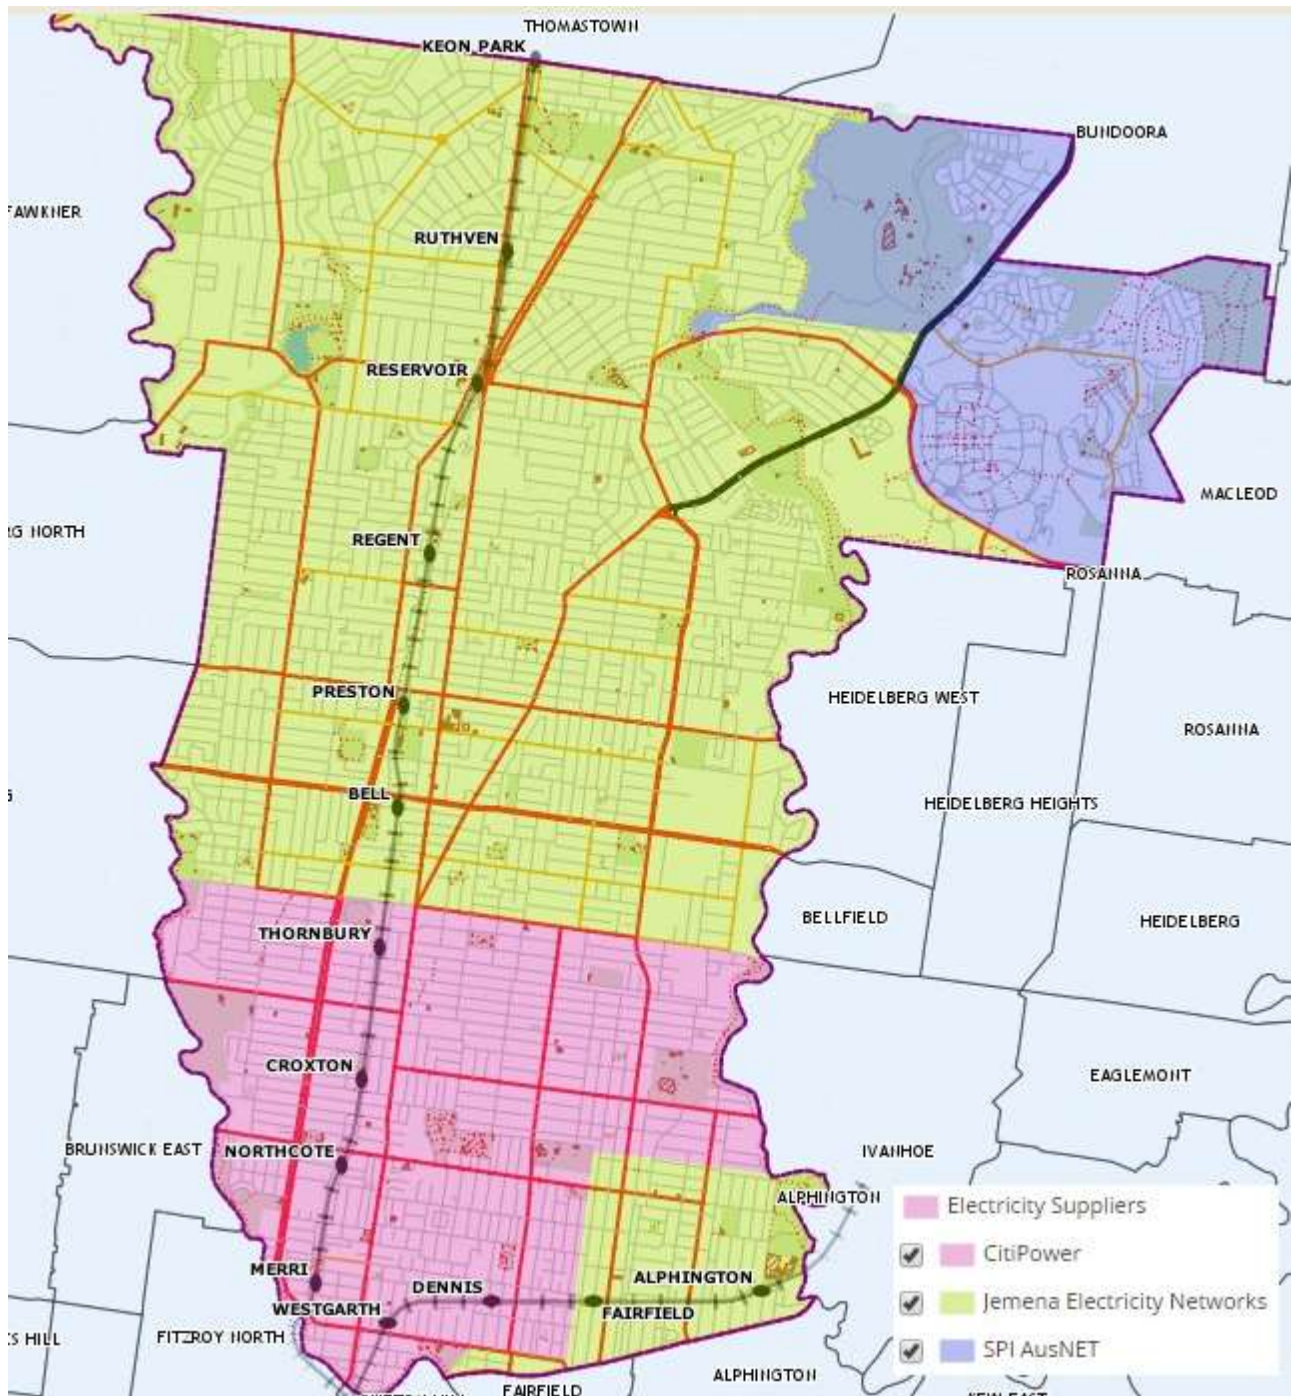 THOMASTOWN
KEON PARK
BUNDOORA
FAWKNER
RUTHVEN
RESERVOIR
MACLEOD
RG NORTH
REGENT
ROSANNA
PRESTON
HEIDELBERG WEST
ROSANNA
BELL
HEIDELBERG HEIGHTS
BELLFIELD
HEIDELBERG
THORNBURY
CROXTON
EAGLEMONT
BRUNSWICK EAST
NORTHCOTE
IVANHOE
ALPHINGTON
Electricity Suppliers
CitiPower
MERRI
DENNIS
ALPHINGTON
Jemena Electricity Networks
WESTGARTH
FAIRFIELD
KS HILL
FITZROY NORTH
SPI AusNET
ALPHINGTON
FAIRFIELD